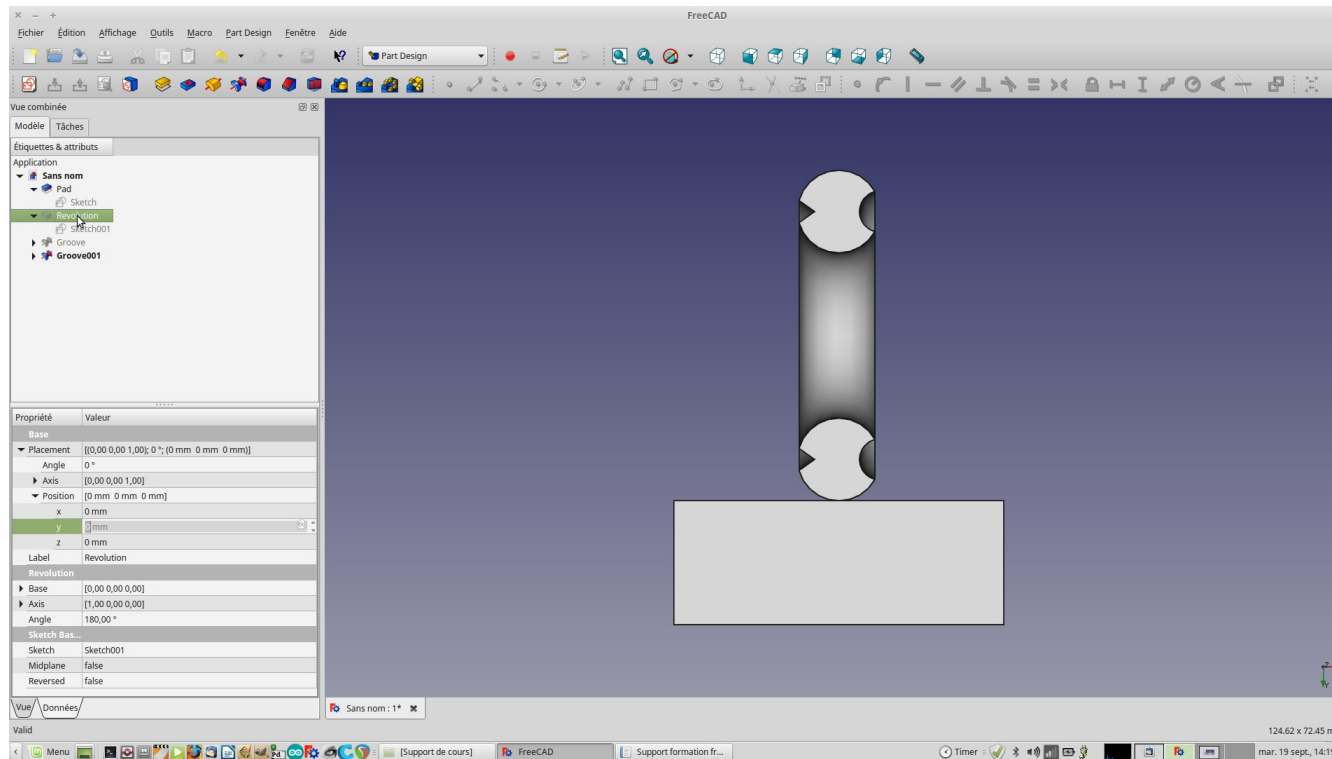 FreeCAD
Fichier Édition Affichage Outils Macro Part Design Fenêtre Aide
Part Design
Vue combinée
Modèle Tâches
Étiquettes & attributs
Application
Sans nom
Pad
Sketch
Revolution
Sketch001
Groove
Groove001
Propriété Valeur
Base
Placement [(0,00 0,00 1,00); 0 °; (0 mm 0 mm 0 mm)]
Angle 0 °
Axis [0,00 0,00 1,00]
Position [0 mm 0 mm 0 mm]
x 0 mm
y 0 mm
z 0 mm
Label Revolution
Revolution
Base [0,00 0,00 0,00]
Axis [1,00 0,00 0,00]
Angle 180,00 °
Sketch Bas...
Sketch Sketch001
Midplane false
Reversed false
Z
Y
Vue Données
Sans nom : 1*
Valid
124.62 x 72.45 m
Menu [Support de cours] FreeCAD Support formation fr... Timer mar. 19 sept., 14:1